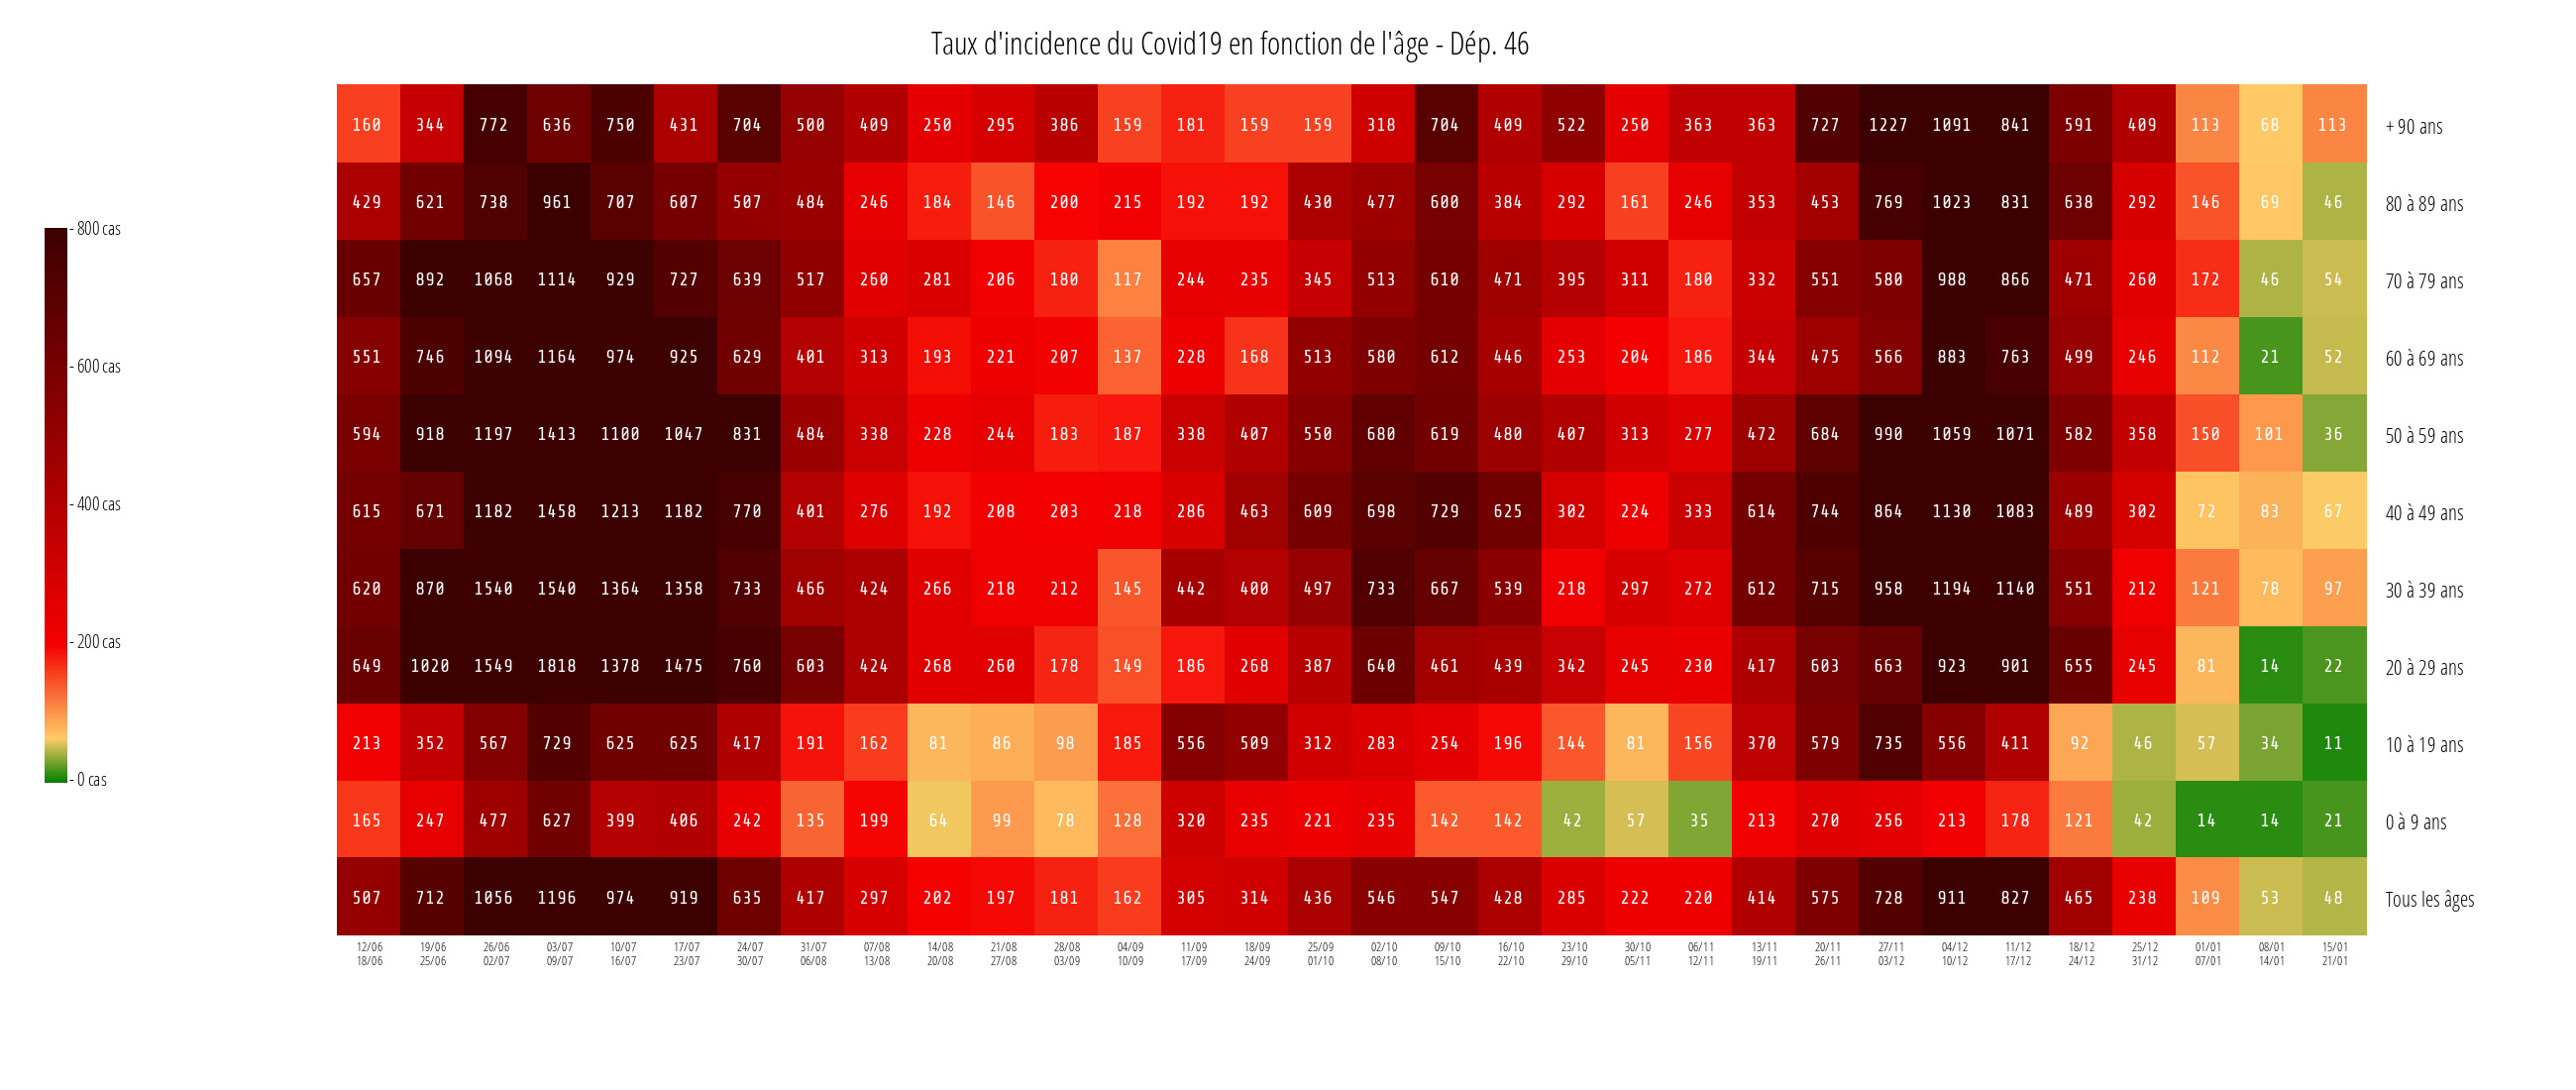 Taux d'incidence du Covid19 en fonction de l'âge - Dép. 46
- 800 cas
- 600 cas
- 400 cas
- 200 cas
- 0 cas
160 344 772 636 750 431 704 500 409 250 295 386 159 181 159 159 318 704 409 522 250 363 363 727 1227 1091 841 591 409 113 68 113 + 90 ans
429 621 738 961 707 607 507 484 246 184 146 200 215 192 192 430 477 600 384 292 161 246 353 453 769 1023 831 638 292 146 69 46 80 à 89 ans
657 892 1068 1114 929 727 639 517 260 281 206 180 117 244 235 345 513 610 471 395 311 180 332 551 580 988 866 471 260 172 46 54 70 à 79 ans
551 746 1094 1164 974 925 629 401 313 193 221 207 137 228 168 513 580 612 446 253 204 186 344 475 566 883 763 499 246 112 21 52 60 à 69 ans
594 918 1197 1413 1100 1047 831 484 338 228 244 183 187 338 407 550 680 619 480 407 313 277 472 684 990 1059 1071 582 358 150 101 36 50 à 59 ans
615 671 1182 1458 1213 1182 770 401 276 192 208 203 218 286 463 609 698 729 625 302 224 333 614 744 864 1130 1083 489 302 72 83 67 40 à 49 ans
620 870 1540 1540 1364 1358 733 466 424 266 218 212 145 442 400 497 733 667 539 218 297 272 612 715 958 1194 1140 551 212 121 78 97 30 à 39 ans
649 1020 1549 1818 1378 1475 760 603 424 268 260 178 149 186 268 387 640 461 439 342 245 230 417 603 663 923 901 655 245 81 14 22 20 à 29 ans
213 352 567 729 625 625 417 191 162 81 86 98 185 556 509 312 283 254 196 144 81 156 370 579 735 556 411 92 46 57 34 11 10 à 19 ans
165 247 477 627 399 406 242 135 199 64 99 78 128 320 235 221 235 142 142 42 57 35 213 270 256 213 178 121 42 14 14 21 0 à 9 ans
507 712 1056 1196 974 919 635 417 297 202 197 181 162 305 314 436 546 547 428 285 222 220 414 575 728 911 827 465 238 109 53 48 Tous les âges
12/06 19/06 26/06 03/07 10/07 17/07 24/07 31/07 07/08 14/08 21/08 28/08 04/09 11/09 18/09 25/09 02/10 09/10 16/10 23/10 30/10 06/11 13/11 20/11 27/11 04/12 11/12 18/12 25/12 01/01 08/01 15/01
18/06 25/06 02/07 09/07 16/07 23/07 30/07 06/08 13/08 20/08 27/08 03/09 10/09 17/09 24/09 01/10 08/10 15/10 22/10 29/10 05/11 12/11 19/11 26/11 03/12 10/12 17/12 24/12 31/12 07/01 14/01 21/01